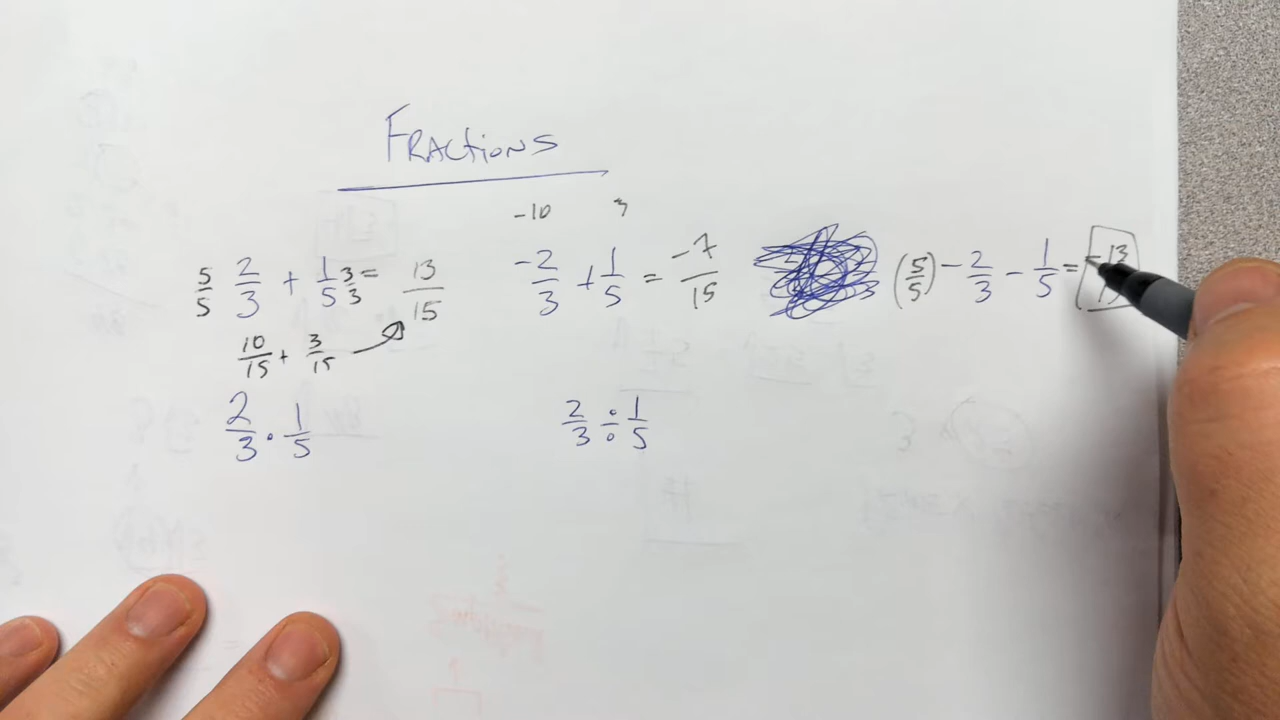 Fractions
-10 3
5/5 2/3 + 1/5 3/3 = 13/15
-2/3 + 1/5 = -7/15
(5/5) -2/3 - 1/5 = -13/15
10/15 + 3/15
2/3 · 1/5
2/3 ÷ 1/5